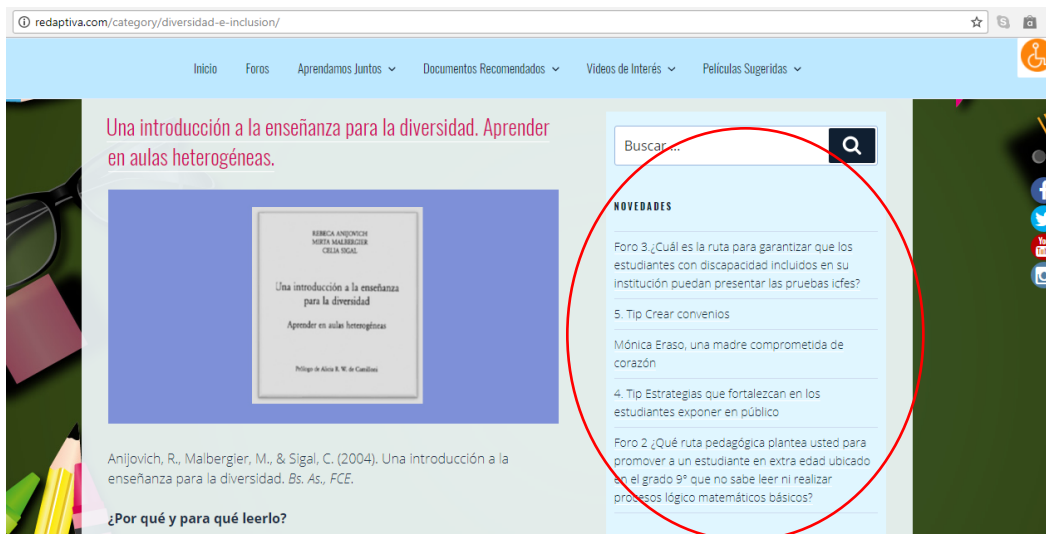 redaptiva.com/category/diversidad-e-inclusion/
Inicio Foros Aprendamos Juntos Documentos Recomendados Videos de Interés Películas Sugeridas
Una introducción a la enseñanza para la diversidad. Aprender
en aulas heterogéneas.
REBECA ANIJOVICH
MIRTA MALBERGIER
CELIA SIGAL
Una introducción a la enseñanza
para la diversidad
Aprender en aulas heterogéneas
Prólogo de Alicia R. W. de Camilloni
Anijovich, R., Malbergier, M., & Sigal, C. (2004). Una introducción a la
enseñanza para la diversidad. Bs. As., FCE.
¿Por qué y para qué leerlo?
Buscar ...
NOVEDADES
Foro 3.¿Cuál es la ruta para garantizar que los
estudiantes con discapacidad incluidos en su
institución puedan presentar las pruebas icfes?
5. Tip Crear convenios
Mónica Eraso, una madre comprometida de
corazón
4. Tip Estrategias que fortalezcan en los
estudiantes exponer en público
Foro 2 ¿Qué ruta pedagógica plantea usted para
promover a un estudiante en extra edad ubicado
en el grado 9° que no sabe leer ni realizar
procesos lógico matemáticos básicos?